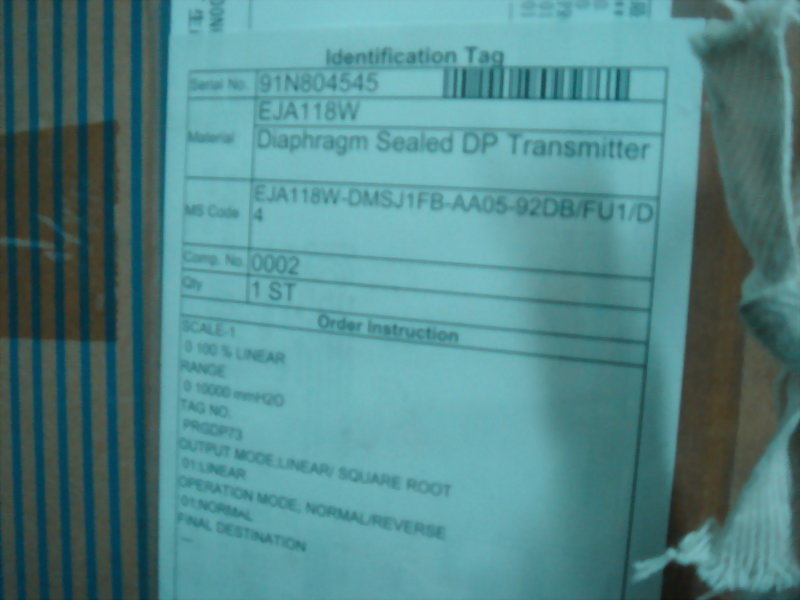 Identification Tag
Serial No. 91N804545
EJA118W
Material
Diaphragm Sealed DP Transmitter
MS Code
EJA118W-DMSJ1FB-AA05-92DB/FU1/D
4
Comp. No. 0002
Qty 1 ST
Order Instruction
SCALE-1
0 100 % LINEAR
RANGE
0 10000 mmH2O
TAG NO.
PRGDP73
OUTPUT MODE;LINEAR/ SQUARE ROOT
01:LINEAR
OPERATION MODE; NORMAL/REVERSE
01:NORMAL
FINAL DESTINATION
---